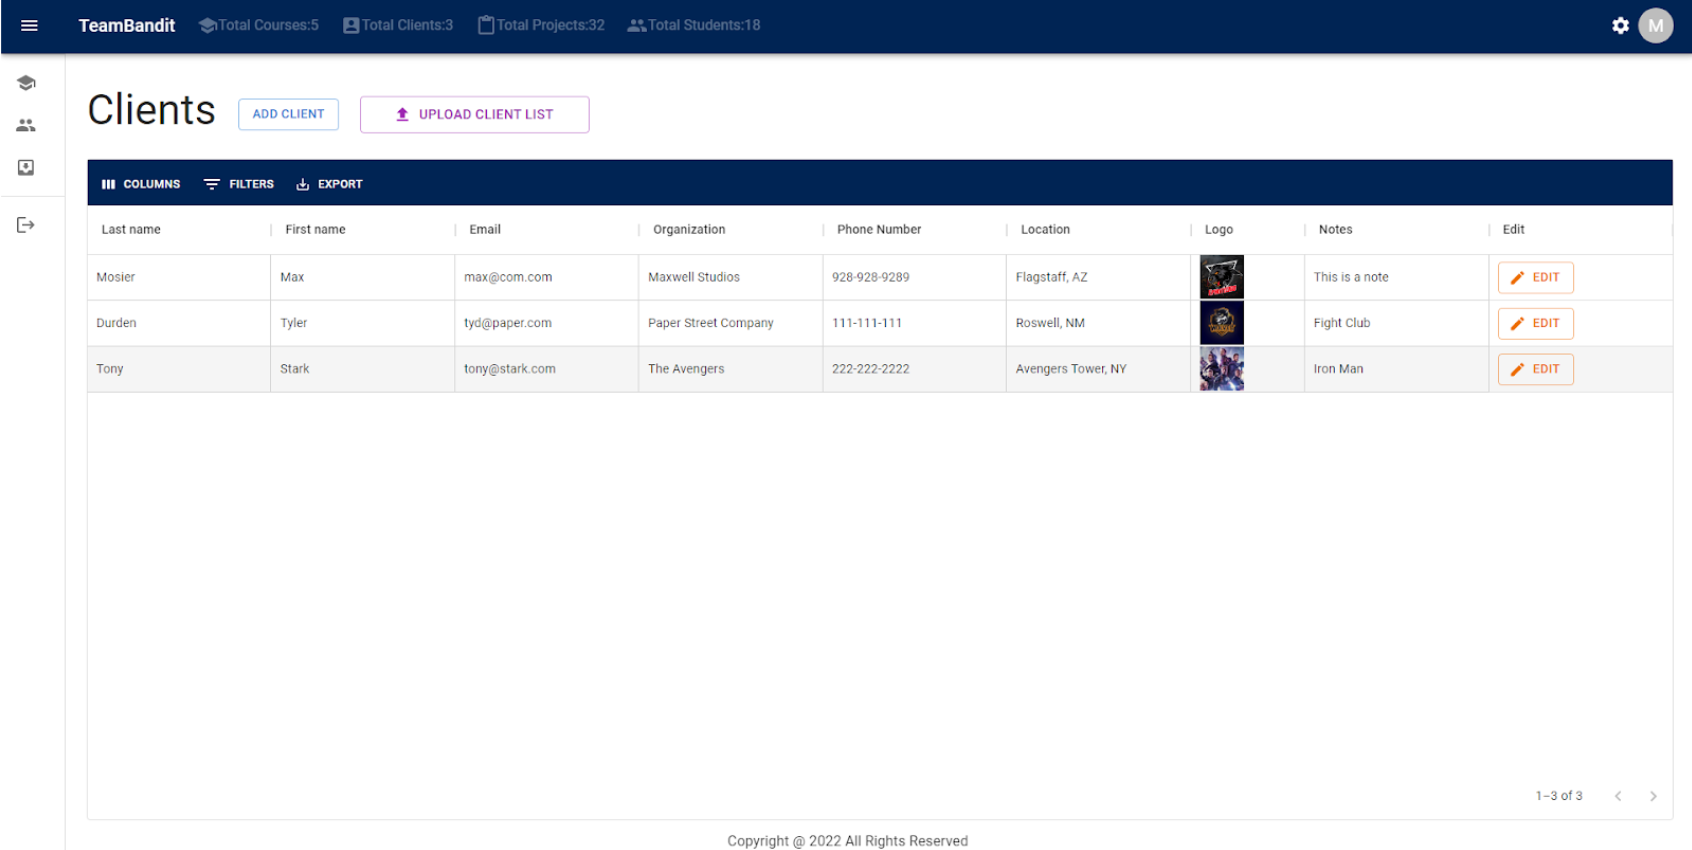 TeamBandit Total Courses:5 Total Clients:3 Total Projects:32 Total Students:18 M
Clients ADD CLIENT UPLOAD CLIENT LIST
COLUMNS FILTERS EXPORT
Last name First name Email Organization Phone Number Location Logo Notes Edit
Mosier Max max@com.com Maxwell Studios 928-928-9289 Flagstaff, AZ This is a note EDIT
Durden Tyler tyd@paper.com Paper Street Company 111-111-111 Roswell, NM Fight Club EDIT
Tony Stark tony@stark.com The Avengers 222-222-2222 Avengers Tower, NY Iron Man EDIT
1–3 of 3
Copyright @ 2022 All Rights Reserved